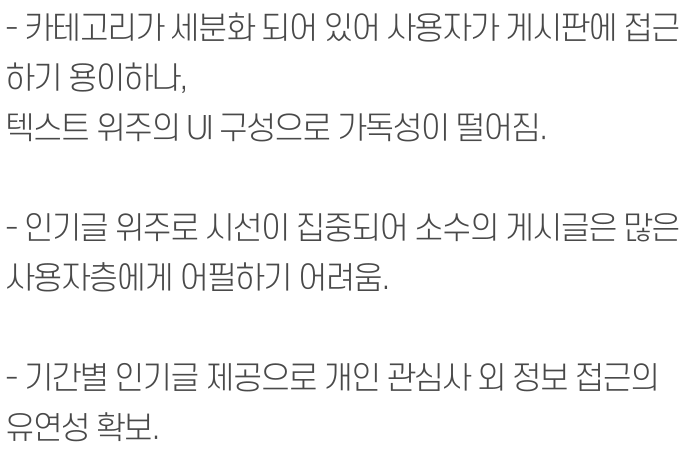 - 카테고리가 세분화 되어 있어 사용자가 게시판에 접근
하기 용이하나,
텍스트 위주의 UI 구성으로 가독성이 떨어짐.
- 인기글 위주로 시선이 집중되어 소수의 게시글은 많은
사용자층에게 어필하기 어려움.
- 기간별 인기글 제공으로 개인 관심사 외 정보 접근의
유연성 확보.